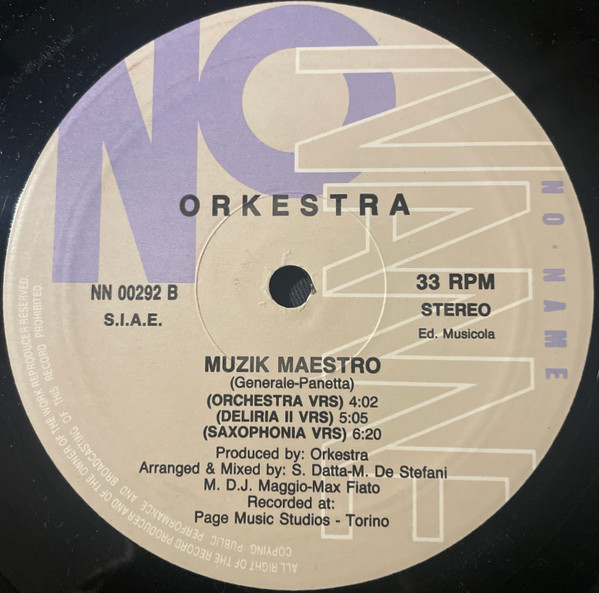 NO
NAME
NO·NAME
ORKESTRA
NN 00292 B
S.I.A.E.
33 RPM
STEREO
Ed. Musicola
MUZIK MAESTRO
(Generale-Panetta)
(ORCHESTRA VRS) 4:02
(DELIRIA II VRS) 5:05
(SAXOPHONIA VRS) 6:20
Produced by: Orkestra
Arranged & Mixed by: S. Datta-M. De Stefani
M. D.J. Maggio-Max Fiato
Recorded at:
Page Music Studios - Torino
ALL RIGHT OF THE RECORD PRODUCER AND OF THE OWNER OF THE WORK REPRODUCER RESERVED.
COPYING-PUBLIC PERFORMANCE AND BROADCASTING OF THIS RECORD PROHIBITED.